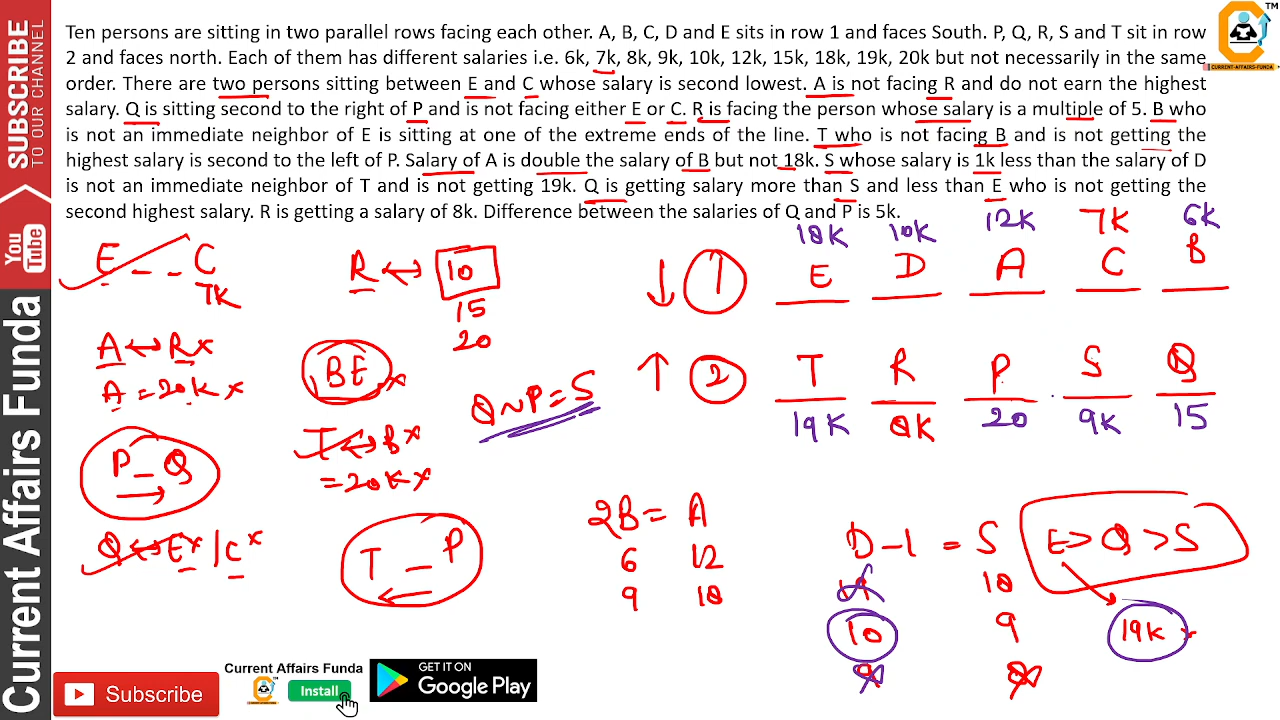 Ten persons are sitting in two parallel rows facing each other. A, B, C, D and E sits in row 1 and faces South. P, Q, R, S and T sit in row
2 and faces north. Each of them has different salaries i.e. 6k, 7k, 8k, 9k, 10k, 12k, 15k, 18k, 19k, 20k but not necessarily in the same
order. There are two persons sitting between E and C whose salary is second lowest. A is not facing R and do not earn the highest
salary. Q is sitting second to the right of P and is not facing either E or C. R is facing the person whose salary is a multiple of 5. B who
is not an immediate neighbor of E is sitting at one of the extreme ends of the line. T who is not facing B and is not getting the
highest salary is second to the left of P. Salary of A is double the salary of B but not 18k. S whose salary is 1k less than the salary of D
is not an immediate neighbor of T and is not getting 19k. Q is getting salary more than S and less than E who is not getting the
second highest salary. R is getting a salary of 8k. Difference between the salaries of Q and P is 5k.
SUBSCRIBE
TO OUR CHANNEL
You Tube
Current Affairs Funda
CURRENT-AFFAIRS-FUNDA
TM
18K 10K 12K 7K 6K
E _ _ C
7K
R ↔ 10
15
20
↓ 1 E D A C B
A ↔ R x
A = 20K x
BE x
↑ 2 T R P S Q
19K 8K 20 9K 15
Q ~ P = 5
P _ Q
T ↔ B x
= 20K x
Q ↔ E x / C x
T _ P
2B = A
6 12
9 18
D - 1 = S
19 18
10 9
9 8
E > Q > S
19K x
SUBSCRIBE
Current Affairs Funda
Install
GET IT ON
Google Play